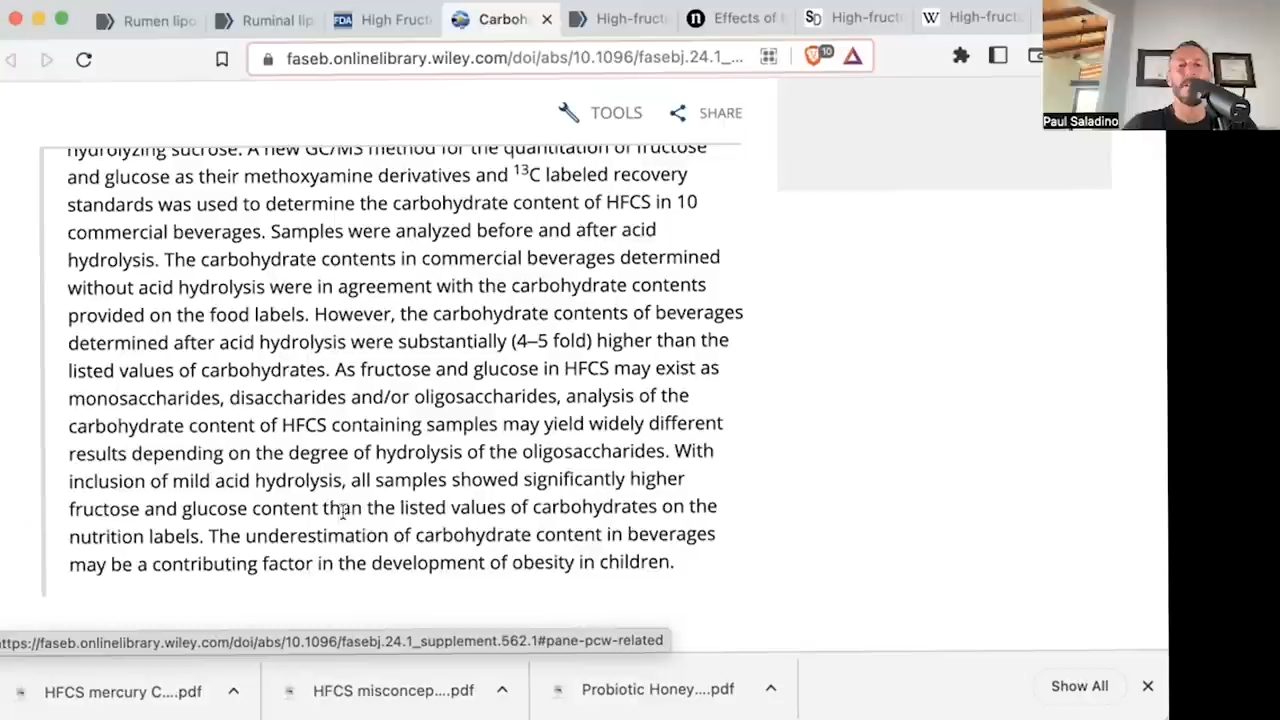 Rumen lipo
Ruminal lip
FDA High Fruct
Carboh
High-fruct
n Effects of
SD High-fruct
W High-fruct
faseb.onlinelibrary.wiley.com/doi/abs/10.1096/fasebj.24.1_...
10
Paul Saladino
TOOLS
SHARE
hydrolyzing sucrose. A new GC/MS method for the quantitation of fructose
and glucose as their methoxyamine derivatives and ¹³C labeled recovery
standards was used to determine the carbohydrate content of HFCS in 10
commercial beverages. Samples were analyzed before and after acid
hydrolysis. The carbohydrate contents in commercial beverages determined
without acid hydrolysis were in agreement with the carbohydrate contents
provided on the food labels. However, the carbohydrate contents of beverages
determined after acid hydrolysis were substantially (4–5 fold) higher than the
listed values of carbohydrates. As fructose and glucose in HFCS may exist as
monosaccharides, disaccharides and/or oligosaccharides, analysis of the
carbohydrate content of HFCS containing samples may yield widely different
results depending on the degree of hydrolysis of the oligosaccharides. With
inclusion of mild acid hydrolysis, all samples showed significantly higher
fructose and glucose content than the listed values of carbohydrates on the
nutrition labels. The underestimation of carbohydrate content in beverages
may be a contributing factor in the development of obesity in children.
ttps://faseb.onlinelibrary.wiley.com/doi/abs/10.1096/fasebj.24.1_supplement.562.1#pane-pcw-related
HFCS mercury C....pdf
HFCS misconcep....pdf
Probiotic Honey....pdf
Show All